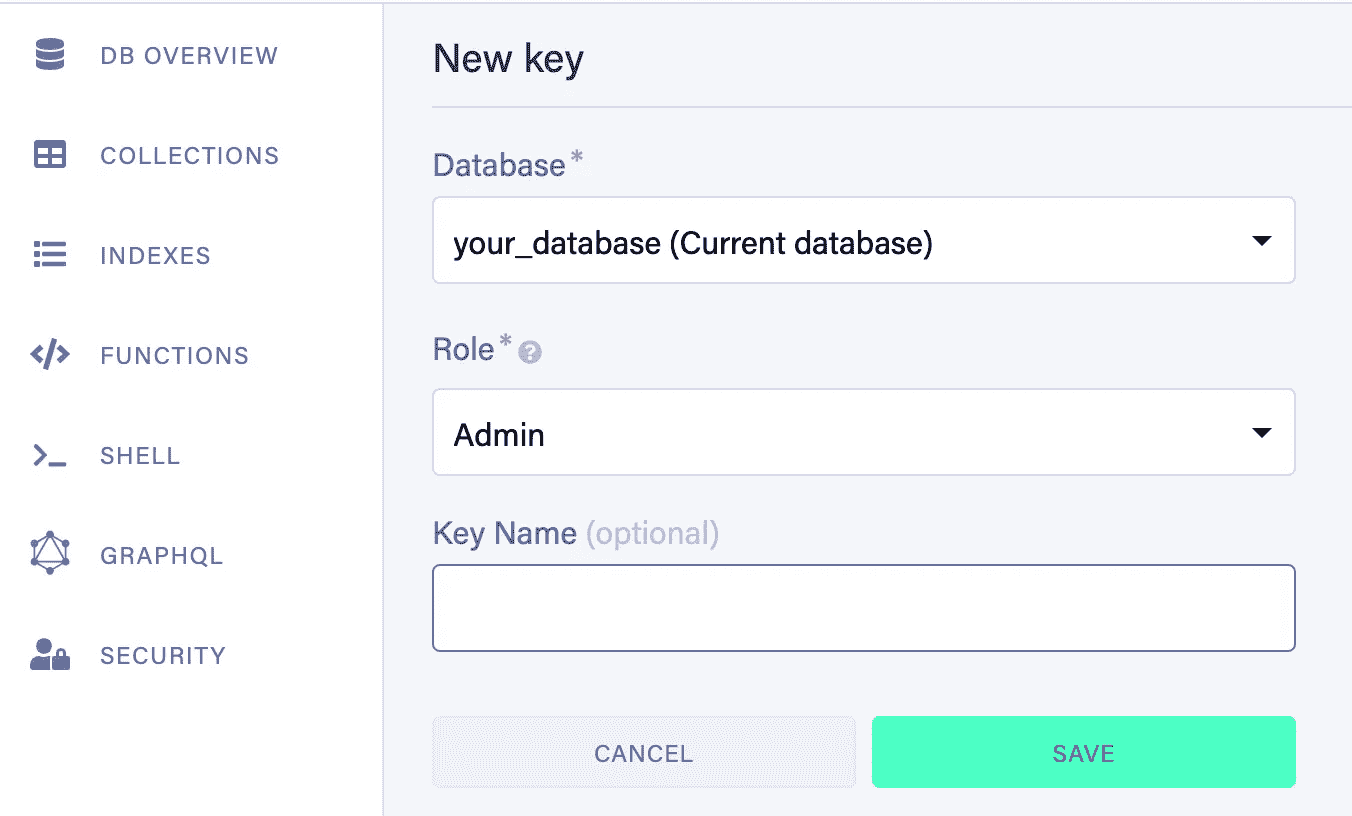 DB OVERVIEW
COLLECTIONS
INDEXES
FUNCTIONS
SHELL
GRAPHQL
SECURITY
New key
Database*
your_database (Current database)
Role* ?
Admin
Key Name (optional)
CANCEL
SAVE